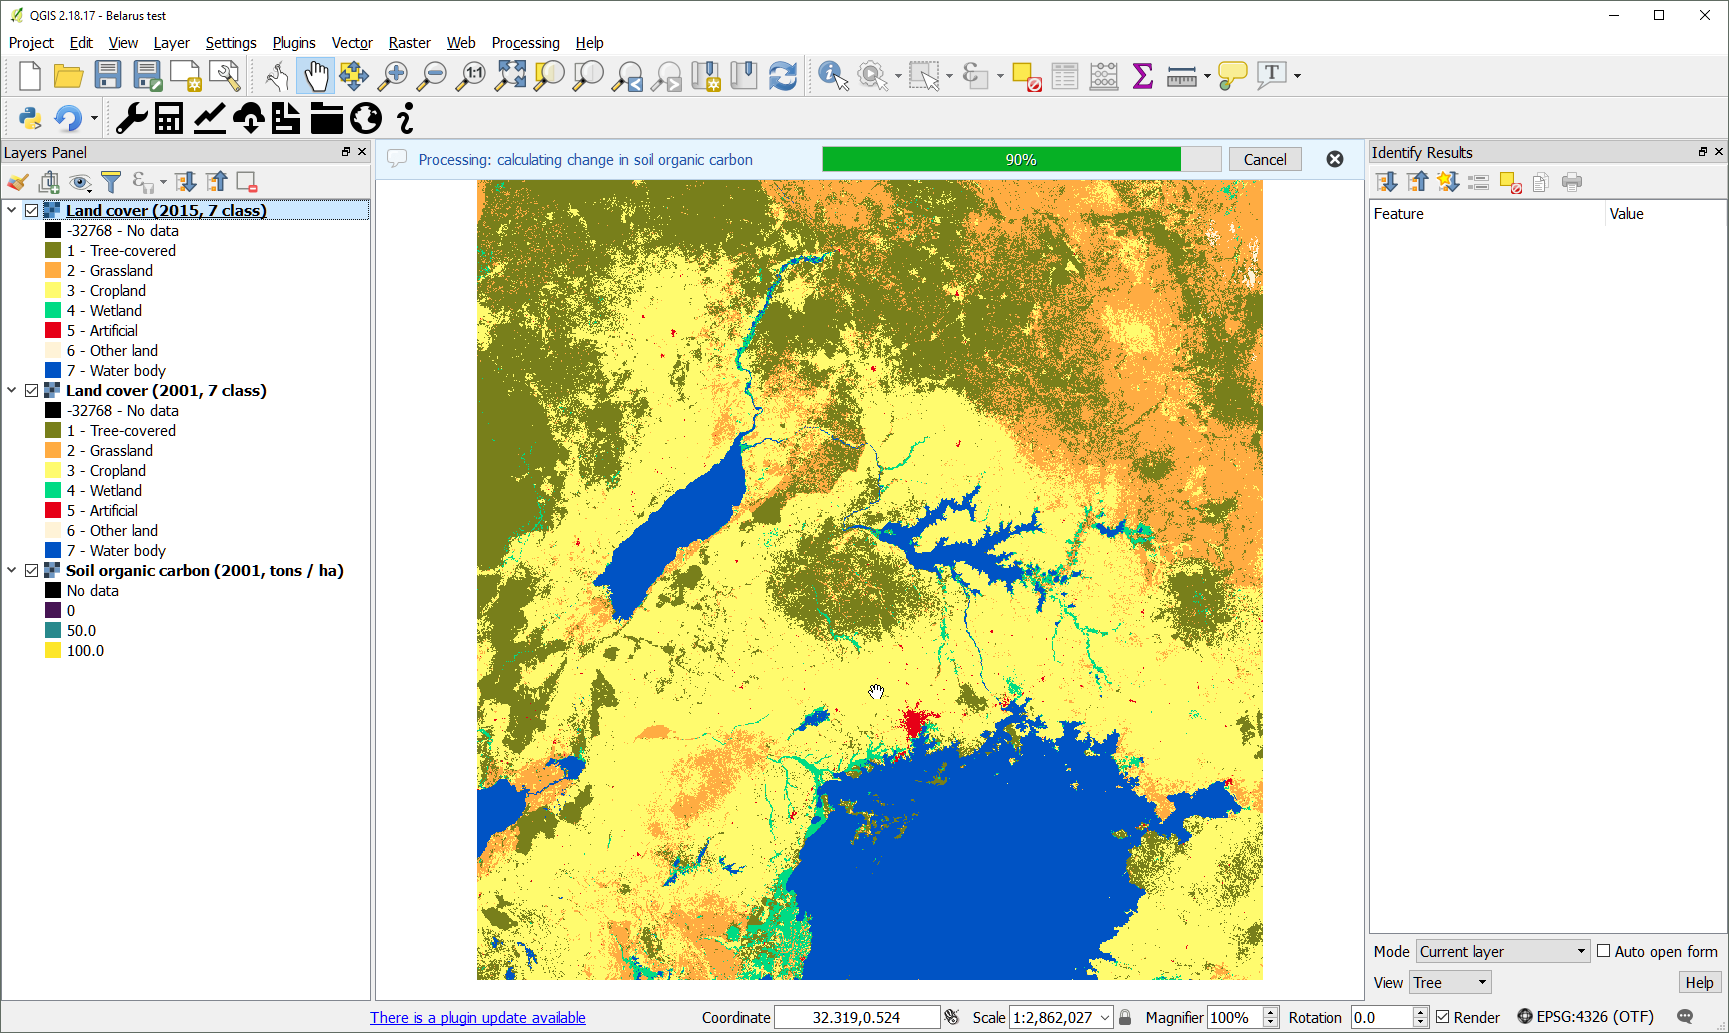 QGIS 2.18.17 - Belarus test
Project Edit View Layer Settings Plugins Vector Raster Web Processing Help
1:1
T
Layers Panel
Land cover (2015, 7 class)
-32768 - No data
1 - Tree-covered
2 - Grassland
3 - Cropland
4 - Wetland
5 - Artificial
6 - Other land
7 - Water body
Land cover (2001, 7 class)
-32768 - No data
1 - Tree-covered
2 - Grassland
3 - Cropland
4 - Wetland
5 - Artificial
6 - Other land
7 - Water body
Soil organic carbon (2001, tons / ha)
No data
0
50.0
100.0
Processing: calculating change in soil organic carbon 90% Cancel
Identify Results
Feature Value
Mode Current layer Auto open form
View Tree Help
There is a plugin update available Coordinate 32.319,0.524 Scale 1:2,862,027 Magnifier 100% Rotation 0.0 Render EPSG:4326 (OTF)